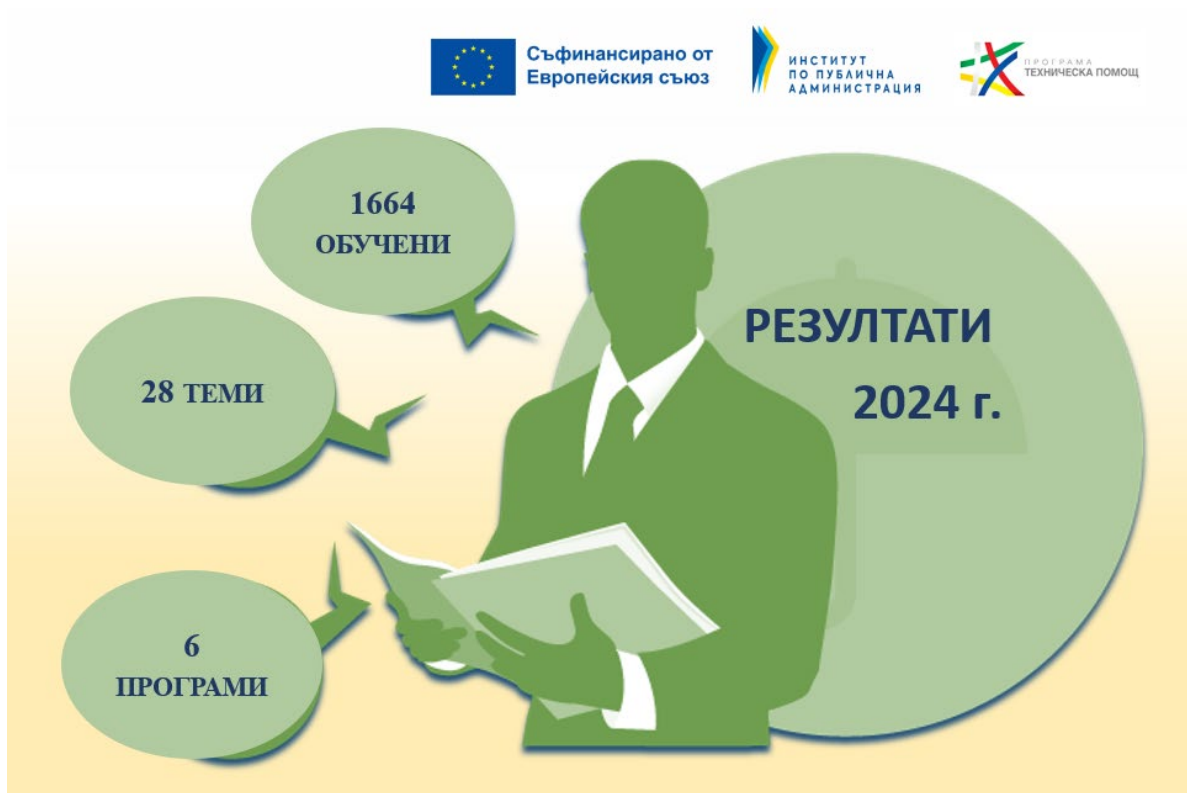 Съфинансирано от
Европейския съюз
ИНСТИТУТ
ПО ПУБЛИЧНА
АДМИНИСТРАЦИЯ
ПРОГРАМА
ТЕХНИЧЕСКА ПОМОЩ
1664
ОБУЧЕНИ
РЕЗУЛТАТИ
2024 г.
28 ТЕМИ
6
ПРОГРАМИ